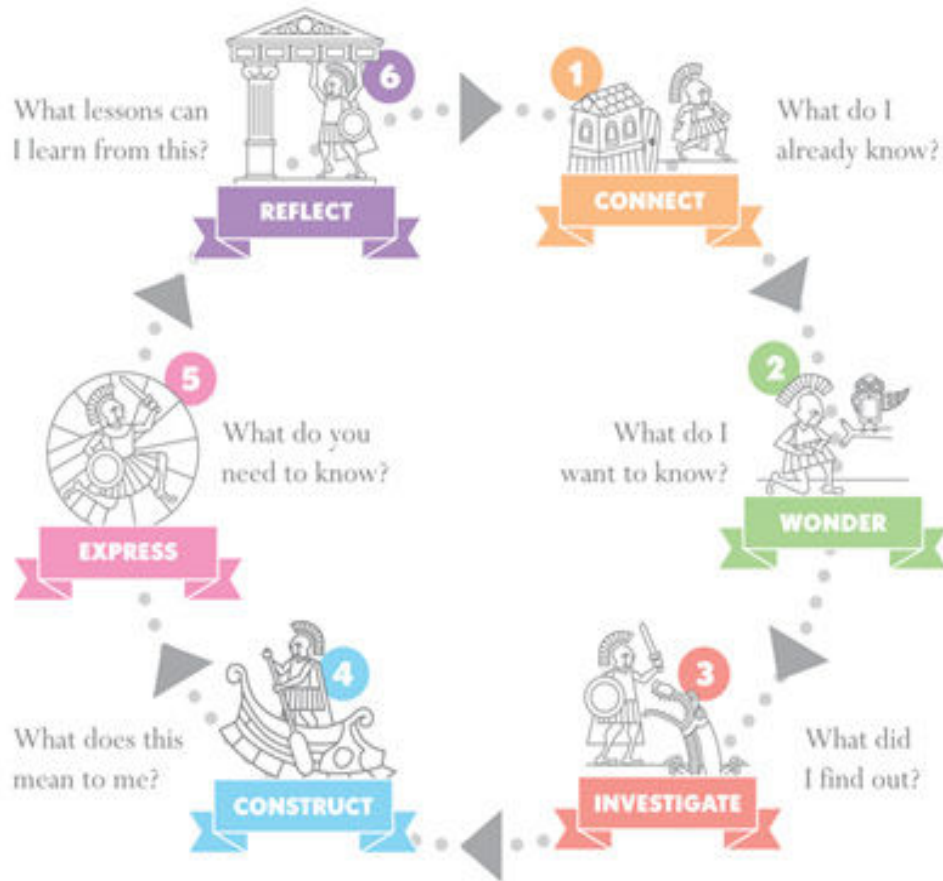 1
CONNECT
What do I
already know?
2
WONDER
What do I
want to know?
3
INVESTIGATE
What did
I find out?
4
CONSTRUCT
What does this
mean to me?
5
EXPRESS
What do you
need to know?
6
REFLECT
What lessons can
I learn from this?